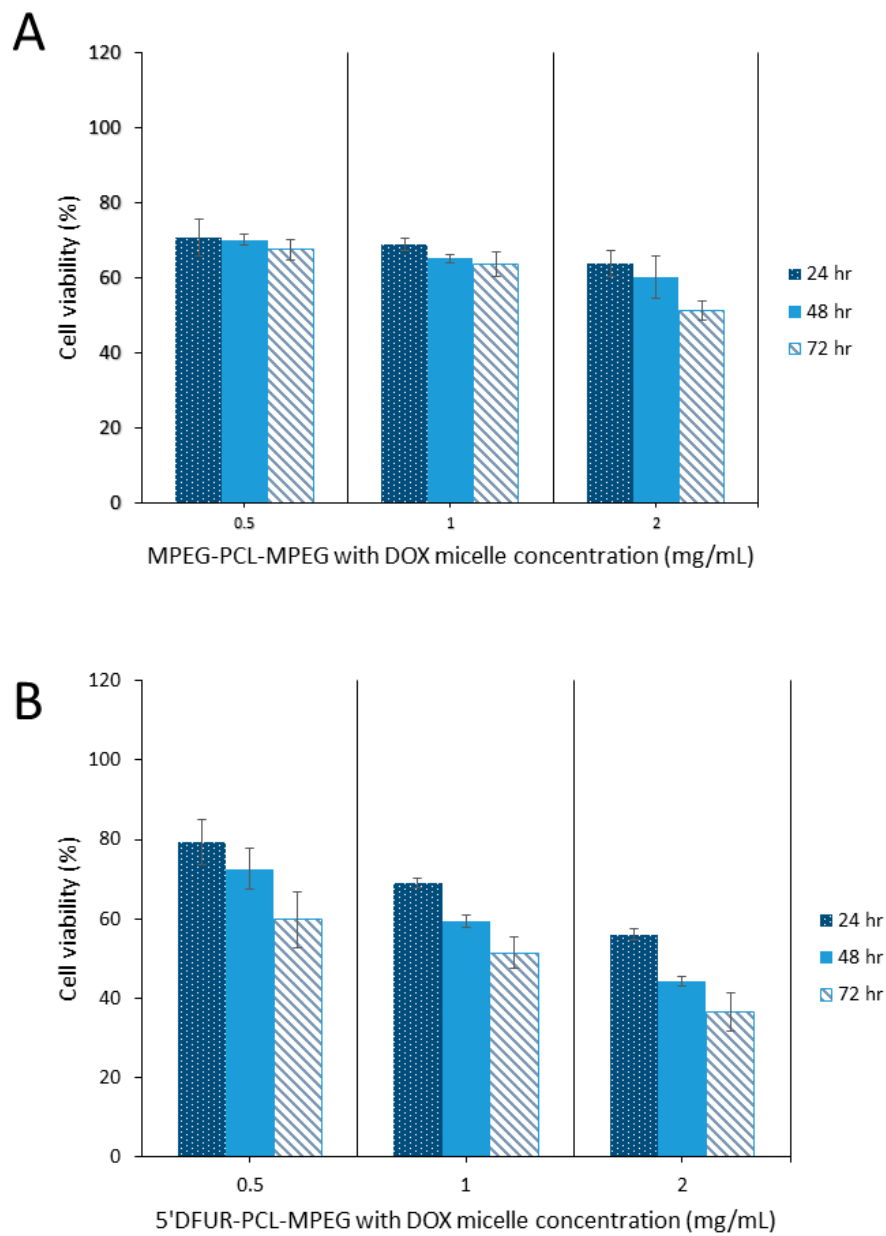 A
120
100
80
60
40
20
0
Cell viability (%)
0.5 1 2
MPEG-PCL-MPEG with DOX micelle concentration (mg/mL)
24 hr
48 hr
72 hr
B
120
100
80
60
40
20
0
Cell viability (%)
0.5 1 2
5'DFUR-PCL-MPEG with DOX micelle concentration (mg/mL)
24 hr
48 hr
72 hr